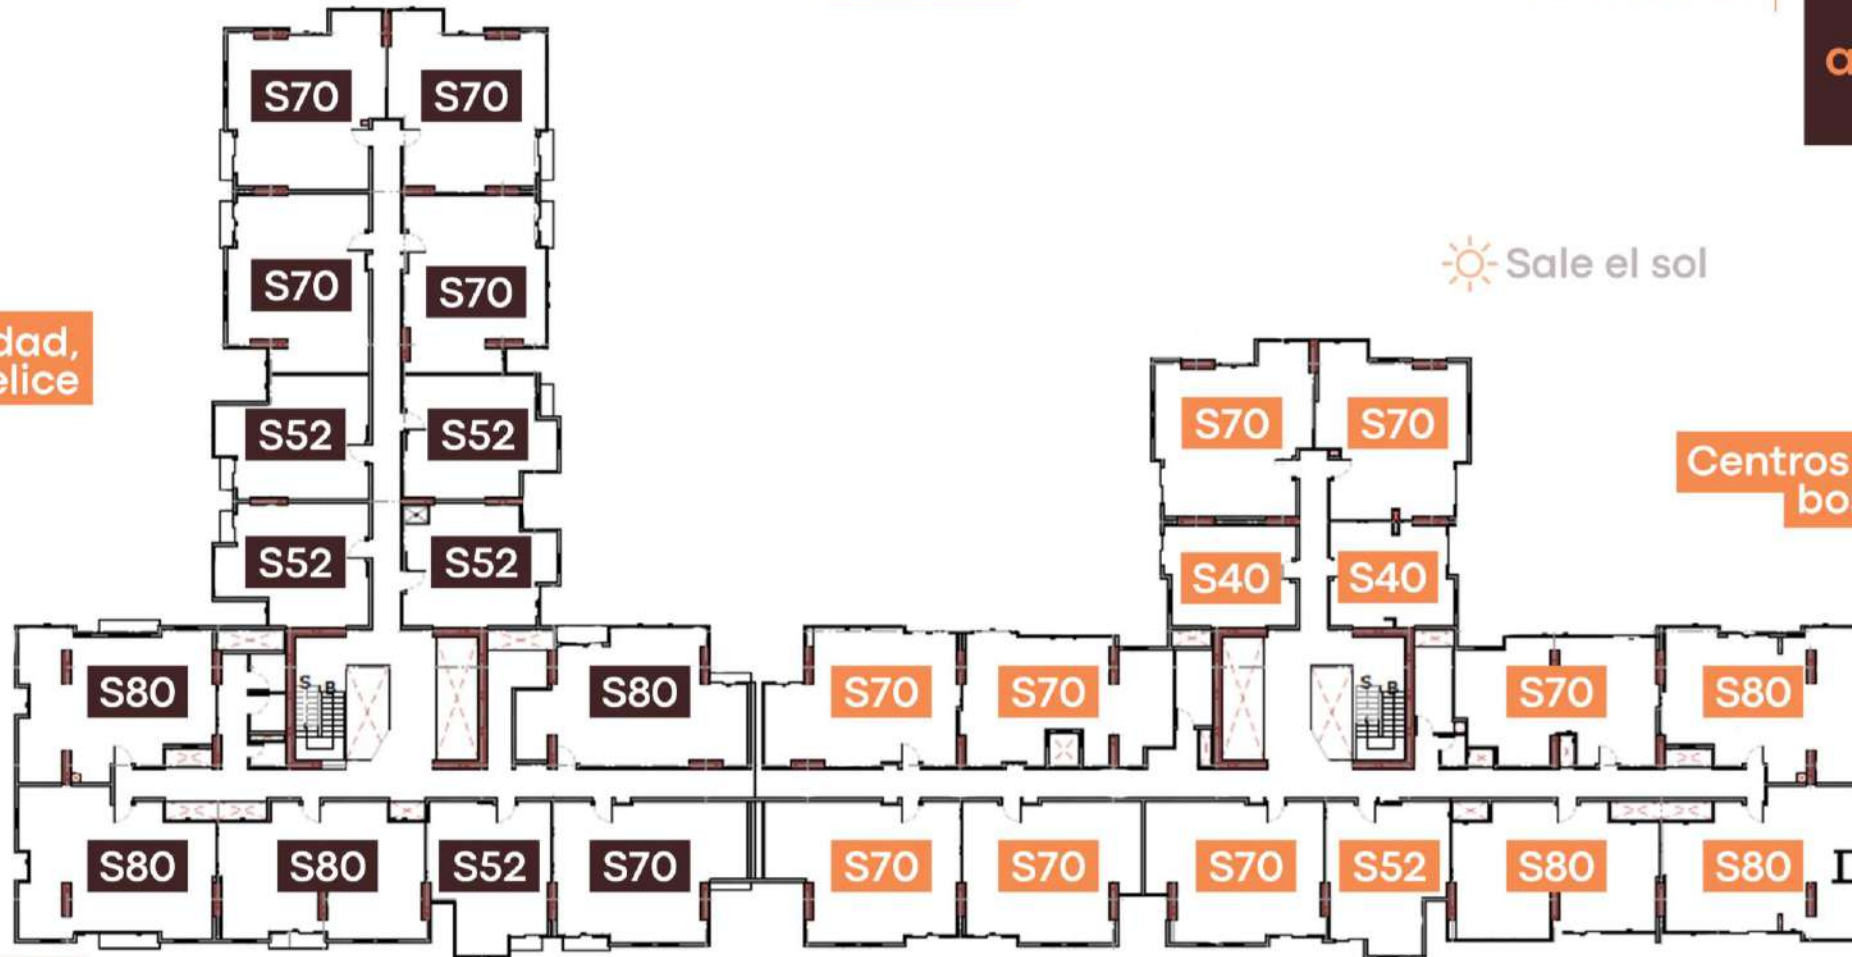 a
S70 S70
Sale el sol
S70 S70
dad,
elice
S70 S70
S52 S52
Centros
bo
S52 S52
S40 S40
S80 S B S80 S70 S70 S B S70 S80
S80 S80 S52 S70 S70 S70 S70 S52 S80 S80